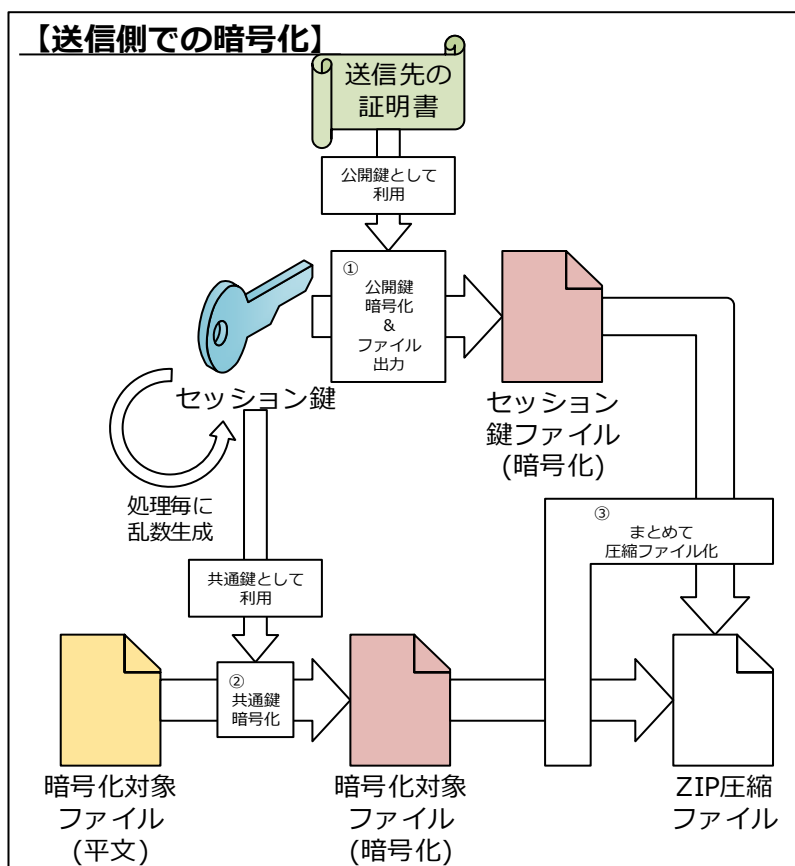 【送信側での暗号化】
送信先の
証明書
公開鍵として
利用
①
公開鍵
暗号化
&
ファイル
出力
セッション鍵
セッション
鍵ファイル
(暗号化)
処理毎に
乱数生成
③
まとめて
圧縮ファイル化
共通鍵として
利用
②
共通鍵
暗号化
暗号化対象
ファイル
(平文)
暗号化対象
ファイル
(暗号化)
ZIP圧縮
ファイル